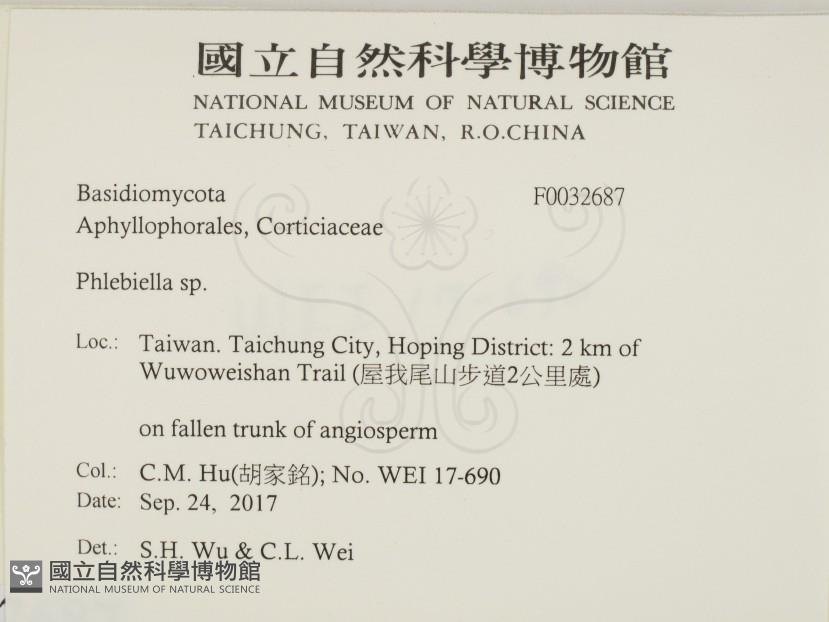 國立自然科學博物館
NATIONAL MUSEUM OF NATURAL SCIENCE
TAICHUNG, TAIWAN, R.O.CHINA
Basidiomycota F0032687
Aphyllophorales, Corticiaceae
Phlebiella sp.
Loc.: Taiwan. Taichung City, Hoping District: 2 km of
Wuwoweishan Trail (屋我尾山步道2公里處)
on fallen trunk of angiosperm
Col.: C.M. Hu(胡家銘); No. WEI 17-690
Date: Sep. 24, 2017
Det.: S.H. Wu & C.L. Wei
國立自然科學博物館
NATIONAL MUSEUM OF NATURAL SCIENCE